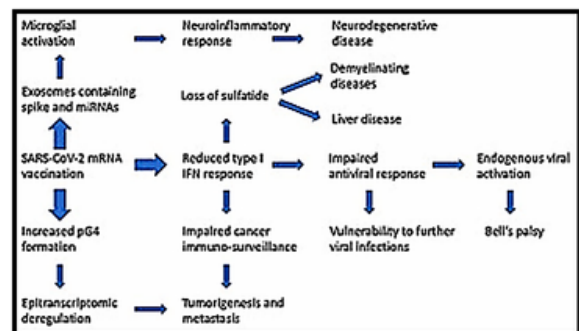 Microglial
activation
Neuroinflammatory
response
Neurodegenerative
disease
Exosomes containing
spike and miRNAs
Loss of sulfatide
Demyelinating
diseases
Liver disease
SARS-CoV-2 mRNA
vaccination
Reduced type I
IFN response
Impaired
antiviral response
Endogenous viral
activation
Increased pG4
formation
Impaired cancer
immuno-surveillance
Vulnerability to further
viral infections
Bell's palsy
Epitranscriptomic
deregulation
Tumorigenesis and
metastasis